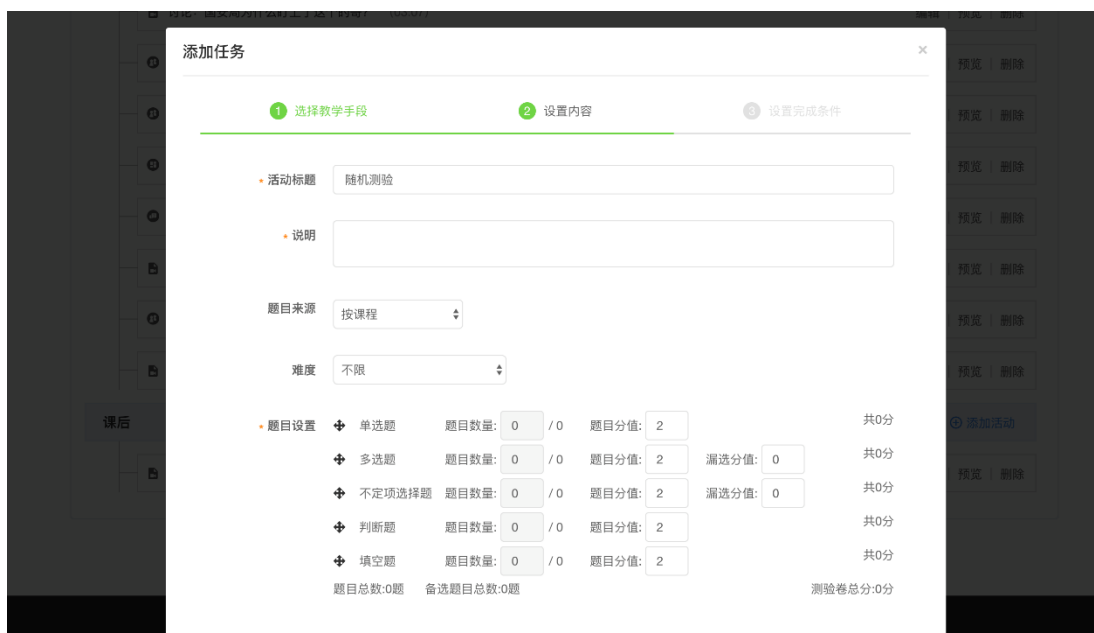 编辑 | 预览 | 删除
添加任务 ×
预览 | 删除
1 选择教学手段 2 设置内容 3 设置完成条件
预览 | 删除
预览 | 删除
* 活动标题 随机测验
预览 | 删除
* 说明
预览 | 删除
题目来源 按课程
预览 | 删除
难度 不限
预览 | 删除
课后 * 题目设置 单选题 题目数量: 0 / 0 题目分值: 2 共0分 添加活动
多选题 题目数量: 0 / 0 题目分值: 2 漏选分值: 0 共0分
预览 | 删除
不定项选择题 题目数量: 0 / 0 题目分值: 2 漏选分值: 0 共0分
判断题 题目数量: 0 / 0 题目分值: 2 共0分
填空题 题目数量: 0 / 0 题目分值: 2 共0分
题目总数:0题 备选题目总数:0题 测验卷总分:0分